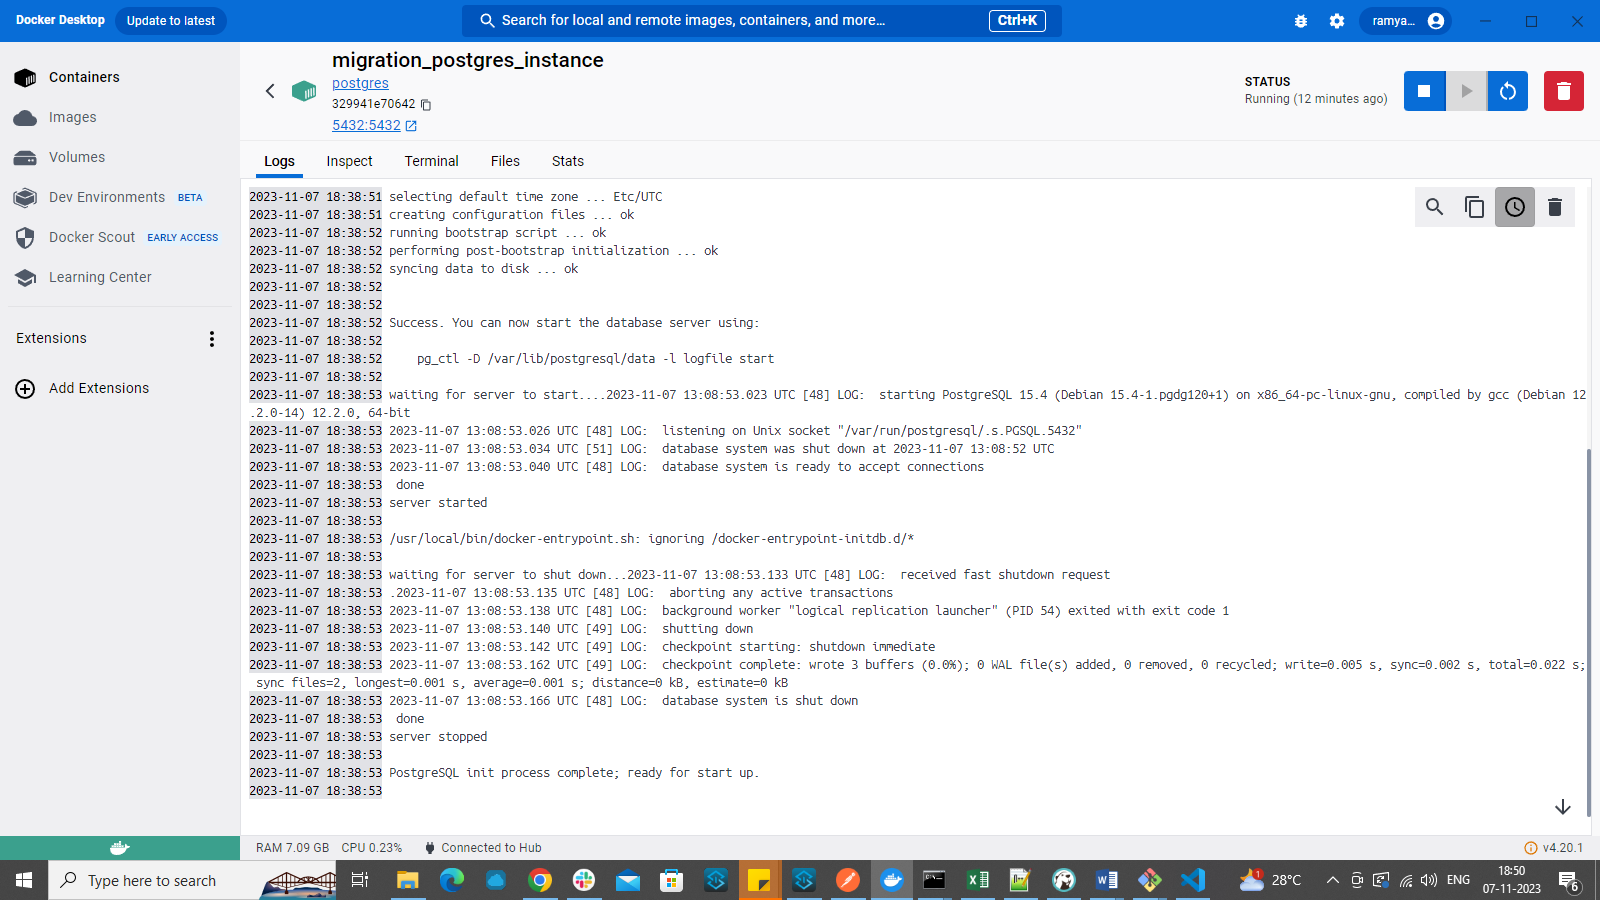 Docker Desktop
Update to latest
Search for local and remote images, containers, and more...
Ctrl+K
ramya...
Containers
Images
Volumes
Dev Environments BETA
Docker Scout EARLY ACCESS
Learning Center
Extensions
Add Extensions
migration_postgres_instance
postgres
329941e70642
5432:5432
STATUS
Running (12 minutes ago)
Logs
Inspect
Terminal
Files
Stats
2023-11-07 18:38:51 selecting default time zone ... Etc/UTC
2023-11-07 18:38:51 creating configuration files ... ok
2023-11-07 18:38:52 running bootstrap script ... ok
2023-11-07 18:38:52 performing post-bootstrap initialization ... ok
2023-11-07 18:38:52 syncing data to disk ... ok
2023-11-07 18:38:52
2023-11-07 18:38:52
2023-11-07 18:38:52 Success. You can now start the database server using:
2023-11-07 18:38:52
2023-11-07 18:38:52     pg_ctl -D /var/lib/postgresql/data -l logfile start
2023-11-07 18:38:52
2023-11-07 18:38:53 waiting for server to start....2023-11-07 13:08:53.023 UTC [48] LOG:  starting PostgreSQL 15.4 (Debian 15.4-1.pgdg120+1) on x86_64-pc-linux-gnu, compiled by gcc (Debian 12
.2.0-14) 12.2.0, 64-bit
2023-11-07 18:38:53 2023-11-07 13:08:53.026 UTC [48] LOG:  listening on Unix socket "/var/run/postgresql/.s.PGSQL.5432"
2023-11-07 18:38:53 2023-11-07 13:08:53.034 UTC [51] LOG:  database system was shut down at 2023-11-07 13:08:52 UTC
2023-11-07 18:38:53 2023-11-07 13:08:53.040 UTC [48] LOG:  database system is ready to accept connections
2023-11-07 18:38:53  done
2023-11-07 18:38:53 server started
2023-11-07 18:38:53
2023-11-07 18:38:53 /usr/local/bin/docker-entrypoint.sh: ignoring /docker-entrypoint-initdb.d/*
2023-11-07 18:38:53
2023-11-07 18:38:53 waiting for server to shut down...2023-11-07 13:08:53.133 UTC [48] LOG:  received fast shutdown request
2023-11-07 18:38:53 .2023-11-07 13:08:53.135 UTC [48] LOG:  aborting any active transactions
2023-11-07 18:38:53 2023-11-07 13:08:53.138 UTC [48] LOG:  background worker "logical replication launcher" (PID 54) exited with exit code 1
2023-11-07 18:38:53 2023-11-07 13:08:53.140 UTC [49] LOG:  shutting down
2023-11-07 18:38:53 2023-11-07 13:08:53.142 UTC [49] LOG:  checkpoint starting: shutdown immediate
2023-11-07 18:38:53 2023-11-07 13:08:53.162 UTC [49] LOG:  checkpoint complete: wrote 3 buffers (0.0%); 0 WAL file(s) added, 0 removed, 0 recycled; write=0.005 s, sync=0.002 s, total=0.022 s;
sync files=2, longest=0.001 s, average=0.001 s; distance=0 kB, estimate=0 kB
2023-11-07 18:38:53 2023-11-07 13:08:53.166 UTC [48] LOG:  database system is shut down
2023-11-07 18:38:53  done
2023-11-07 18:38:53 server stopped
2023-11-07 18:38:53
2023-11-07 18:38:53 PostgreSQL init process complete; ready for start up.
2023-11-07 18:38:53
RAM 7.09 GB CPU 0.23% Connected to Hub
v4.20.1
Type here to search
1
28°C
ENG
18:50
07-11-2023
6